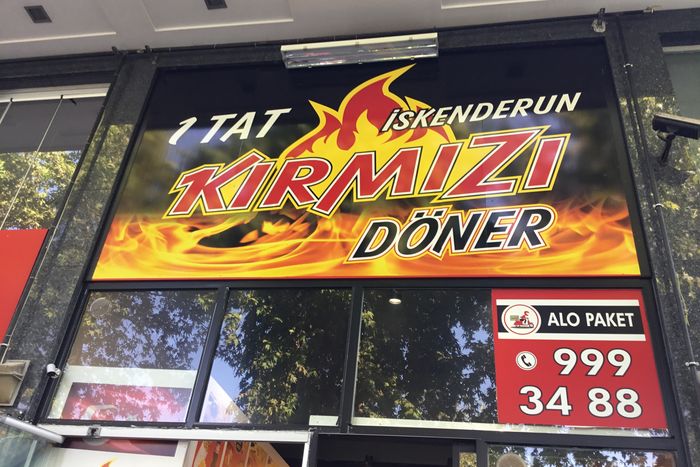 1 TAT
İSKENDERUN
KIRMIZI
DÖNER
ALO PAKET
999
34 88